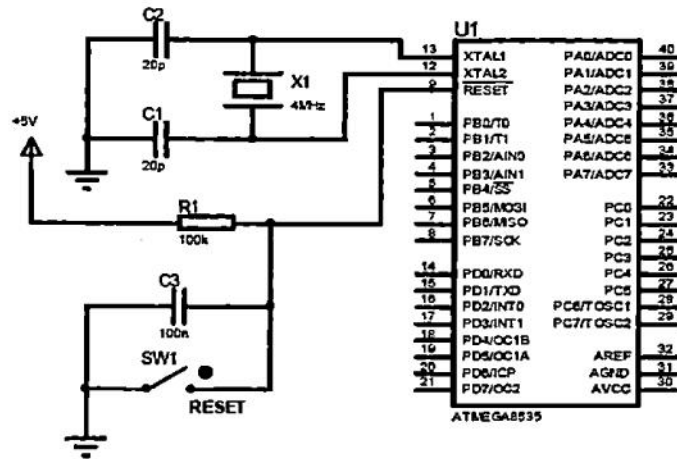 C2
20p
X1
4MHz
C1
20p
+5V
R1
100k
C3
100n
SW1
RESET
U1
13 XTAL1 PA0/ADC0 40
12 XTAL2 PA1/ADC1 39
9 RESET PA2/ADC2 38
PA3/ADC3 37
1 PB0/T0 PA4/ADC4 36
2 PB1/T1 PA5/ADC5 35
3 PB2/AIN0 PA6/ADC6 34
4 PB3/AIN1 PA7/ADC7 33
5 PB4/SS
6 PB5/MOSI PC0 22
7 PB6/MISO PC1 23
8 PB7/SCK PC2 24
PC3 25
14 PD0/RXD PC4 26
15 PD1/TXD PC5 27
16 PD2/INT0 PC6/TOSC1 28
17 PD3/INT1 PC7/TOSC2 29
18 PD4/OC1B
19 PD5/OC1A AREF 32
20 PD6/ICP AGND 31
21 PD7/OC2 AVCC 30
ATMEGA8535